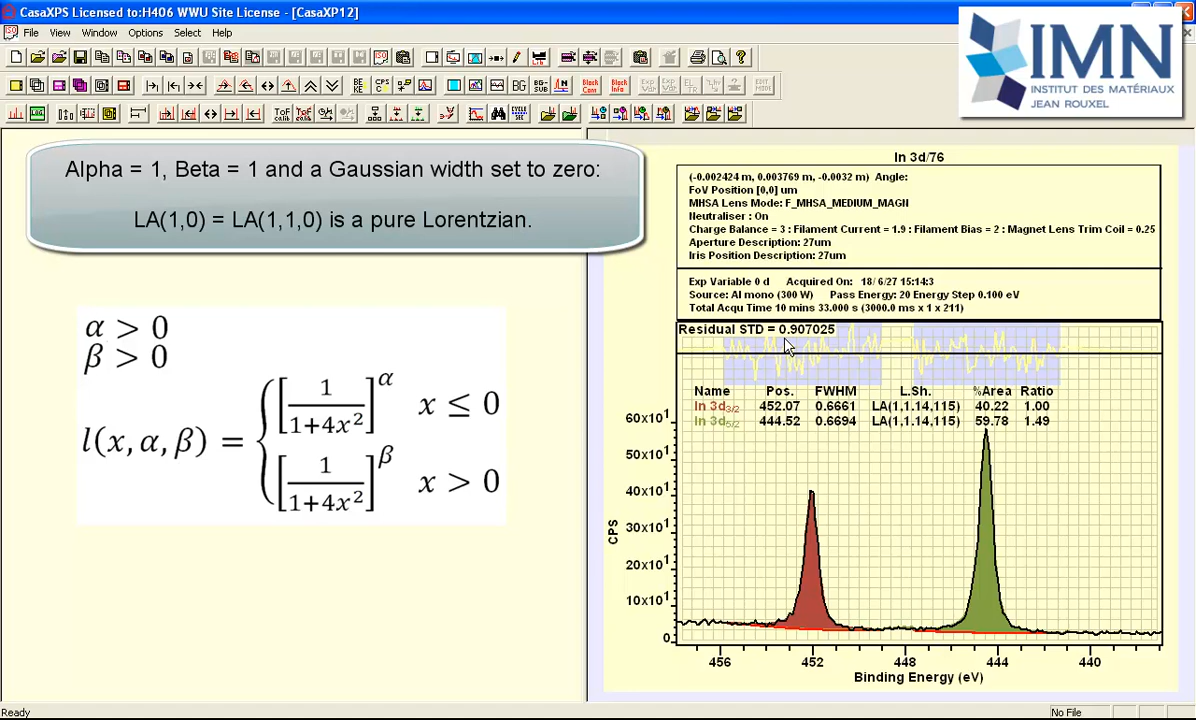 CasaXPS Licensed to:H406 WWU Site License - [CasaXP12]
File View Window Options Select Help
IMN
INSTITUT DES MATÉRIAUX
JEAN ROUXEL
Alpha = 1, Beta = 1 and a Gaussian width set to zero:
LA(1,0) = LA(1,1,0) is a pure Lorentzian.
α > 0
β > 0
l(x, α, β) = { [1 / 1+4x²]^α x ≤ 0
[1 / 1+4x²]^β x > 0
In 3d/76
(-0.002424 m, 0.003769 m, -0.0032 m) Angle:
FoV Position [0,0] um
MHSA Lens Mode: F_MHSA_MEDIUM_MAGN
Neutraliser : On
Charge Balance = 3 : Filament Current = 1.9 : Filament Bias = 2 : Magnet Lens Trim Coil = 0.25
Aperture Description: 27um
Iris Position Description: 27um
Exp Variable 0 d Acquired On: 18/ 6/27 15:14:3
Source: Al mono (300 W) Pass Energy: 20 Energy Step 0.100 eV
Total Acqu Time 10 mins 33.000 s (3000.0 ms x 1 x 211)
Residual STD = 0.907025
Name Pos. FWHM L.Sh. %Area Ratio
In 3d3/2 452.07 0.6661 LA(1,1.14,115) 40.22 1.00
In 3d5/2 444.52 0.6694 LA(1,1.14,115) 59.78 1.49
60x10¹
50x10¹
40x10¹
30x10¹
20x10¹
10x10¹
0
CPS
456 452 448 444 440
Binding Energy (eV)
Ready
No File